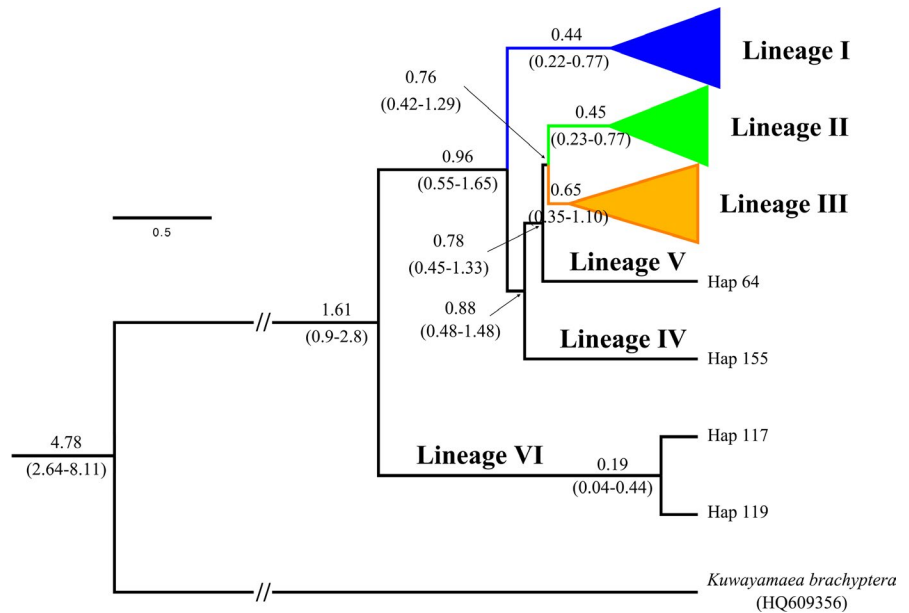 0.44
(0.22-0.77)
Lineage I
0.76
(0.42-1.29)
0.45
(0.23-0.77)
Lineage II
0.96
(0.55-1.65)
0.65
(0.35-1.10)
Lineage III
0.5
0.78
(0.45-1.33)
Lineage V
Hap 64
0.88
(0.48-1.48)
1.61
(0.9-2.8)
Lineage IV
Hap 155
4.78
(2.64-8.11)
Lineage VI
0.19
(0.04-0.44)
Hap 117
Hap 119
Kuwayamaea brachyptera
(HQ609356)